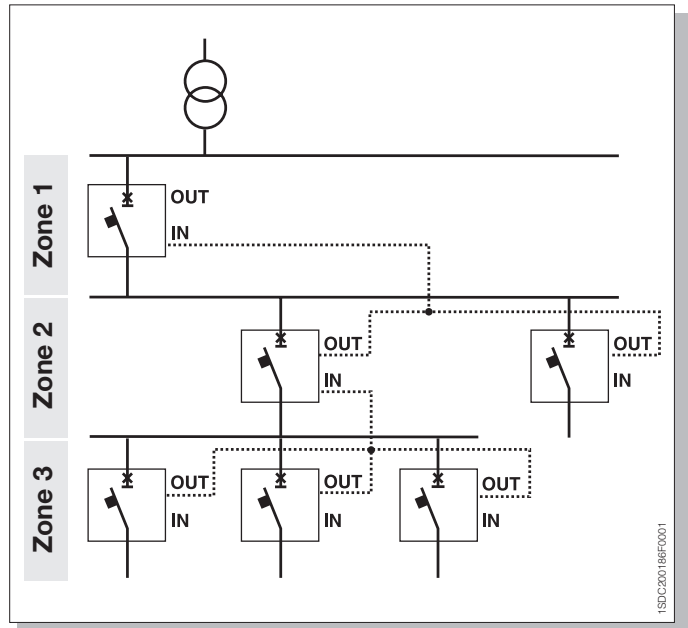 Zone 1
OUT
IN
Zone 2
OUT
IN
OUT
IN
Zone 3
OUT
IN
OUT
IN
OUT
IN
1SDC200186F0001